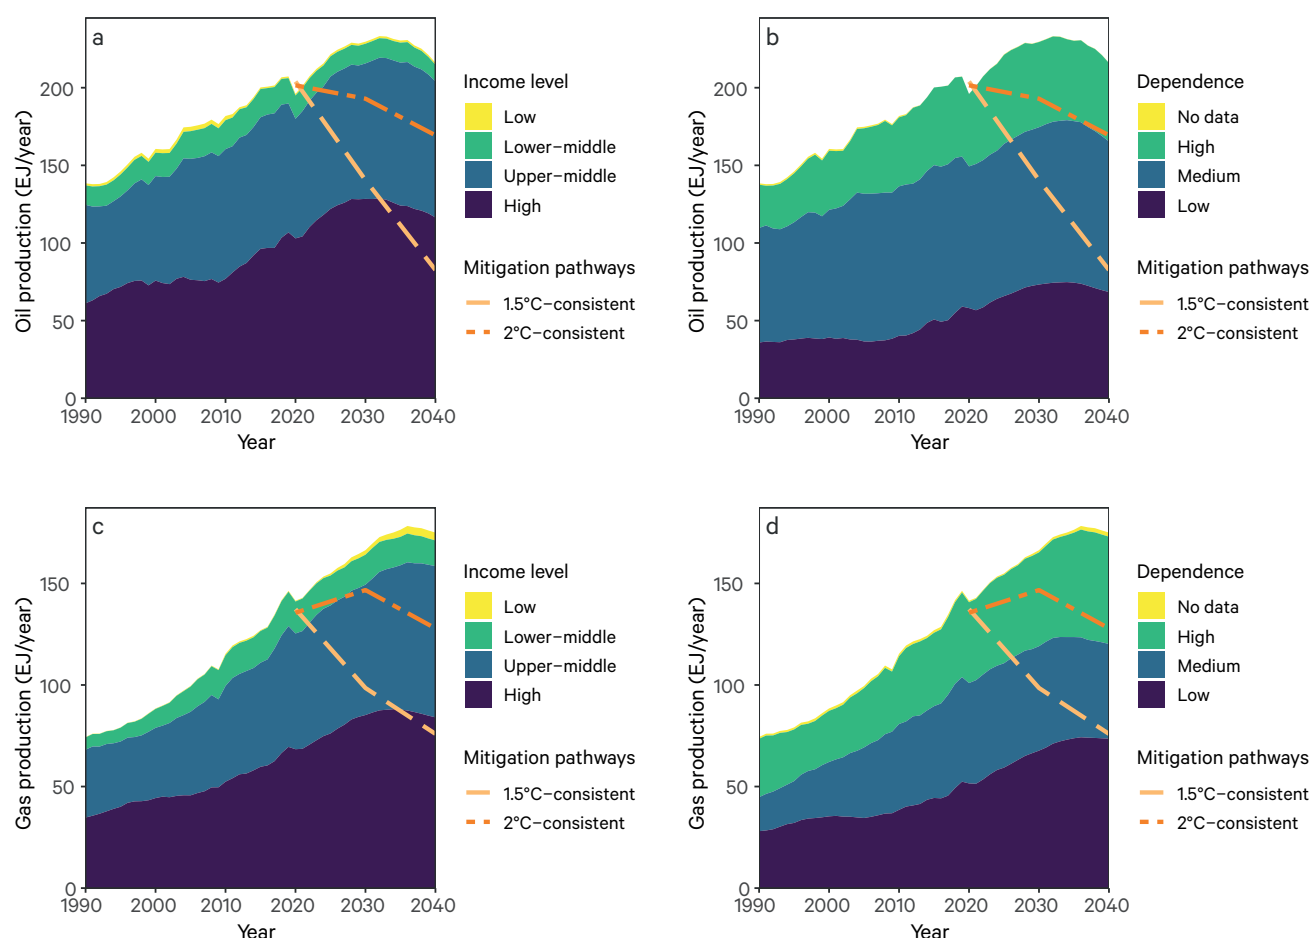 a
Oil production (EJ/year)
200
150
100
50
0
1990 2000 2010 2020 2030 2040
Year
Income level
Low
Lower−middle
Upper−middle
High
Mitigation pathways
1.5°C−consistent
2°C−consistent
b
Oil production (EJ/year)
200
150
100
50
0
1990 2000 2010 2020 2030 2040
Year
Dependence
No data
High
Medium
Low
Mitigation pathways
1.5°C−consistent
2°C−consistent
c
Gas production (EJ/year)
150
100
50
0
1990 2000 2010 2020 2030 2040
Year
Income level
Low
Lower−middle
Upper−middle
High
Mitigation pathways
1.5°C−consistent
2°C−consistent
d
Gas production (EJ/year)
150
100
50
0
1990 2000 2010 2020 2030 2040
Year
Dependence
No data
High
Medium
Low
Mitigation pathways
1.5°C−consistent
2°C−consistent